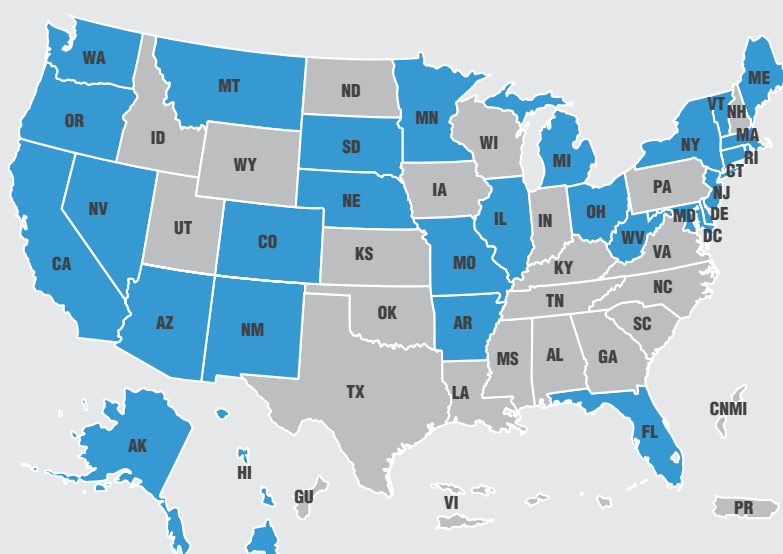 WA
MT
ND
MN
ME
VT
NH
OR
ID
SD
WI
MI
NY
MA
RI
CT
WY
IA
PA
NJ
NV
NE
IL
IN
OH
MD
DE
DC
UT
CO
KS
MO
KY
WV
VA
CA
NC
AZ
NM
OK
AR
TN
SC
TX
LA
MS
AL
GA
FL
CNMI
AK
HI
GU
VI
PR